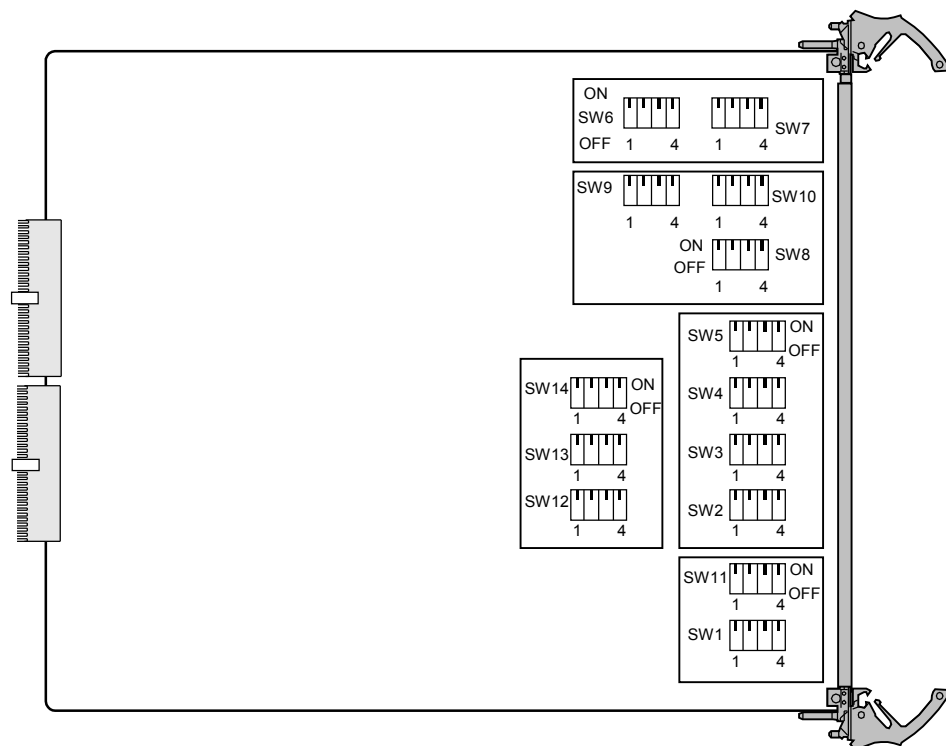 ON
SW6
OFF 1 4 1 4 SW7
SW9 SW10
1 4 1 4
ON SW8
OFF
1 4
SW5 ON
OFF
1 4
SW4
1 4
SW3
1 4
SW2
1 4
SW14 ON
OFF
1 4
SW13
1 4
SW12
1 4
SW11 ON
OFF
1 4
SW1
1 4